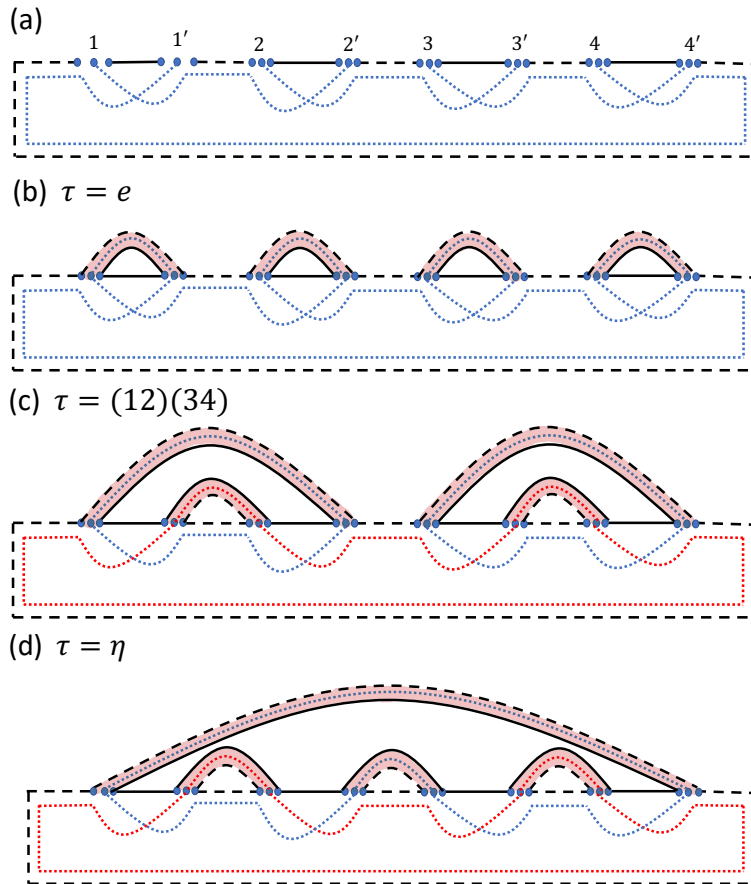 (a)
1 1′ 2 2′ 3 3′ 4 4′
(b) τ = e
(c) τ = (12)(34)
(d) τ = η